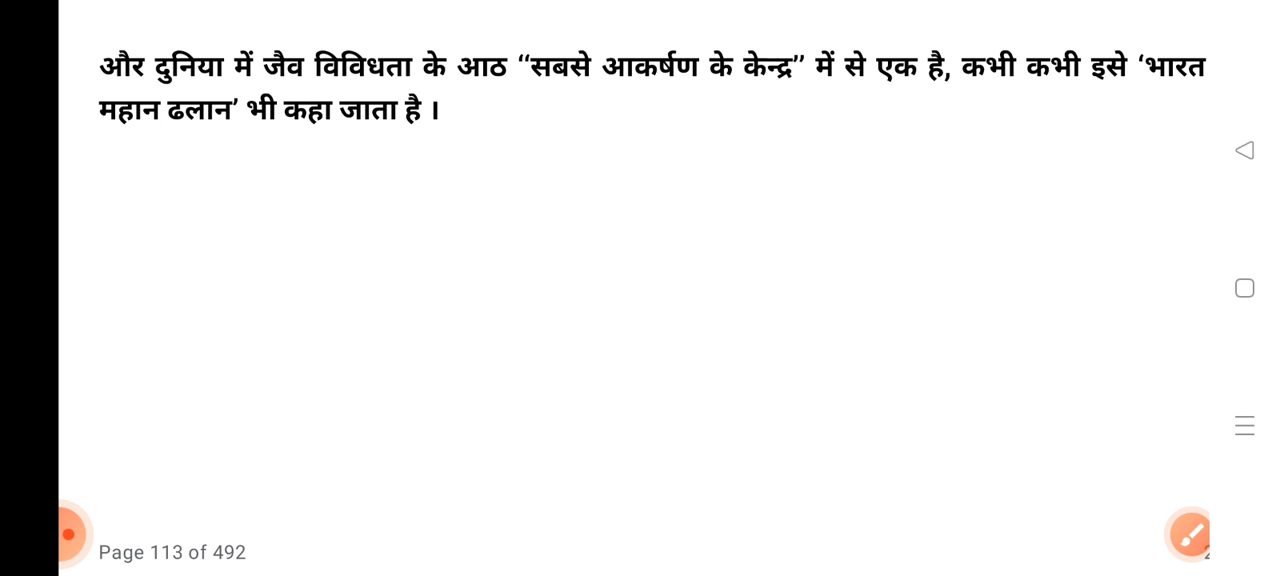 और दुनिया में जैव विविधता के आठ “सबसे आकर्षण के केन्द्र” में से एक है, कभी कभी इसे ‘भारत
महान ढलान’ भी कहा जाता है ।
Page 113 of 492